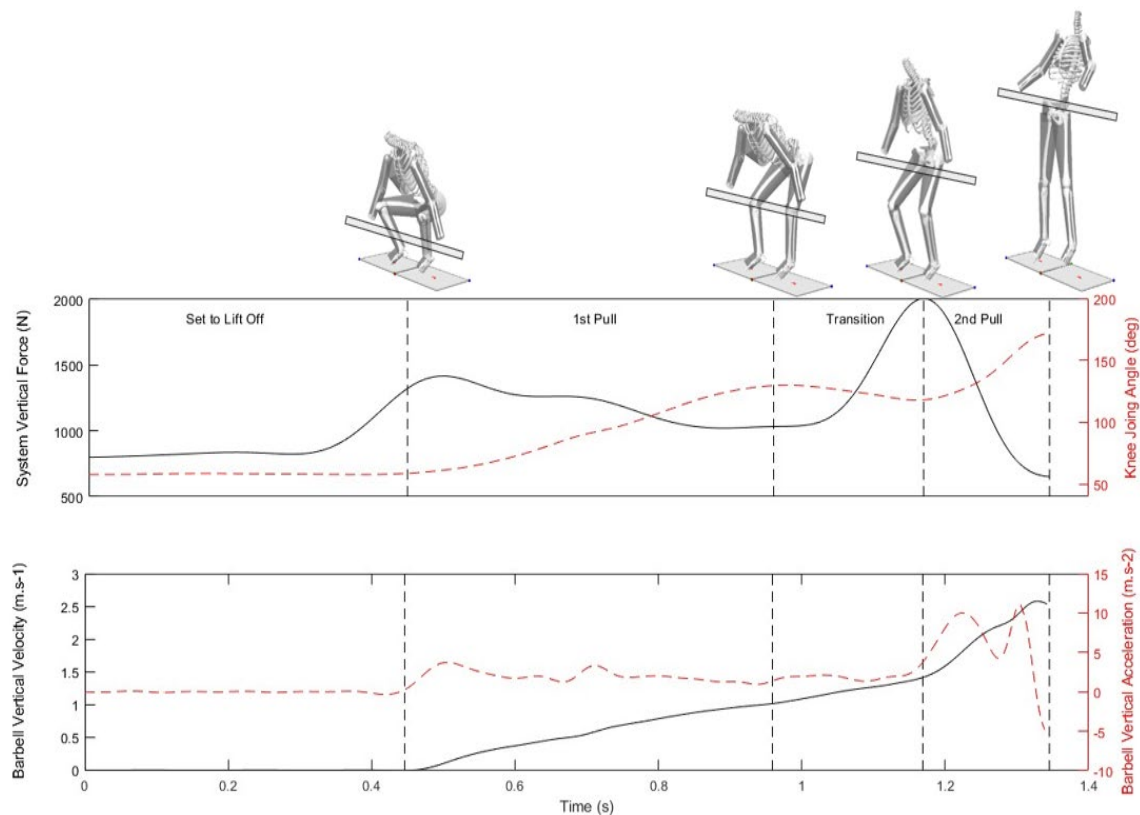 2000
1500
1000
500
System Vertical Force (N)
Set to Lift Off
1st Pull
Transition
2nd Pull
200
150
100
50
Knee Joing Angle (deg)
3
2.5
2
1.5
1
0.5
0
Barbell Vertical Velocity (m.s-1)
15
10
5
0
-5
-10
Barbell Vertical Acceleration (m.s-2)
0 0.2 0.4 0.6 0.8 1 1.2 1.4
Time (s)